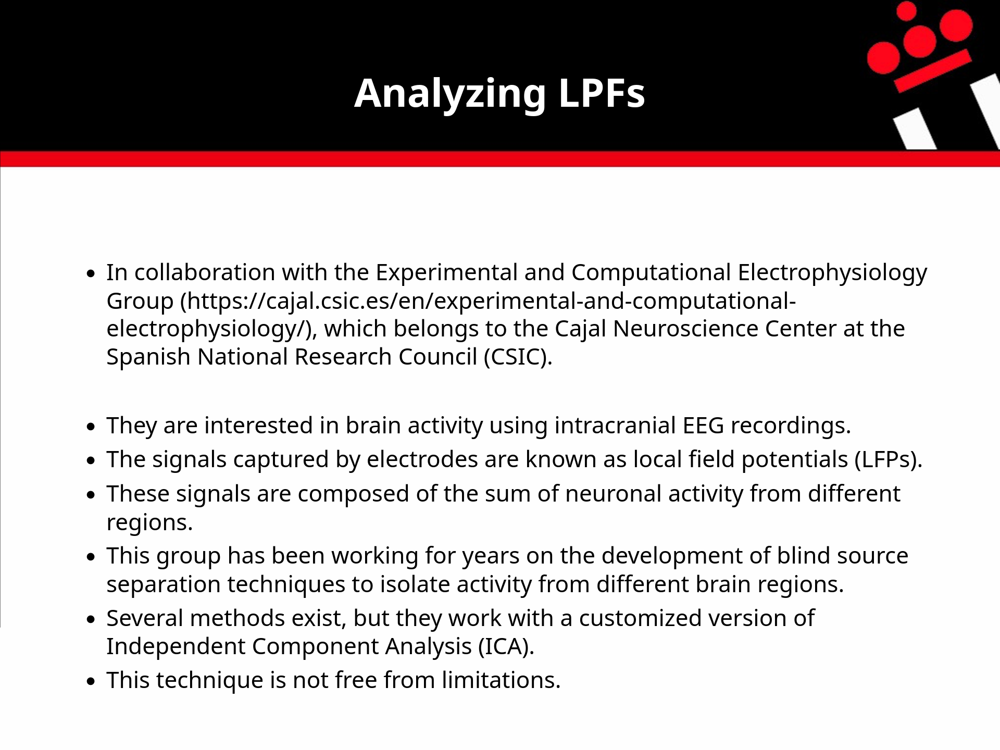 Analyzing LPFs
• In collaboration with the Experimental and Computational Electrophysiology
Group (https://cajal.csic.es/en/experimental-and-computational-
electrophysiology/), which belongs to the Cajal Neuroscience Center at the
Spanish National Research Council (CSIC).
• They are interested in brain activity using intracranial EEG recordings.
• The signals captured by electrodes are known as local field potentials (LFPs).
• These signals are composed of the sum of neuronal activity from different
regions.
• This group has been working for years on the development of blind source
separation techniques to isolate activity from different brain regions.
• Several methods exist, but they work with a customized version of
Independent Component Analysis (ICA).
• This technique is not free from limitations.